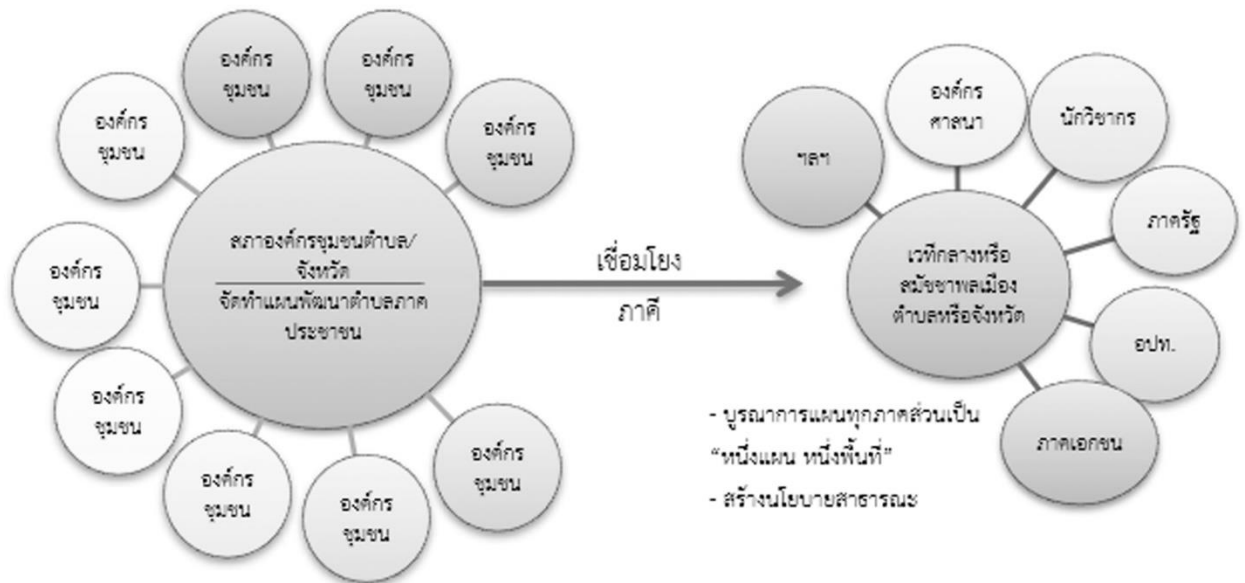 องค์กร
ชุมชน
องค์กร
ชุมชน
องค์กร
ชุมชน
องค์กร
ชุมชน
องค์กร
ชุมชน
องค์กร
ชุมชน
องค์กร
ชุมชน
องค์กร
ชุมชน
องค์กร
ชุมชน
สภาองค์กรชุมชนตำบล/
จังหวัด
จัดทำแผนพัฒนาตำบลภาค
ประชาชน
เชื่อมโยง
ภาคี
ฯลฯ
องค์กร
ศาสนา
นักวิชากร
ภาครัฐ
อปท.
ภาคเอกชน
เวทีกลางหรือ
สมัชชาพลเมือง
ตำบลหรือจังหวัด
- บูรณาการแผนทุกภาคส่วนเป็น
“หนึ่งแผน หนึ่งพื้นที่”
- สร้างนโยบายสาธารณะ